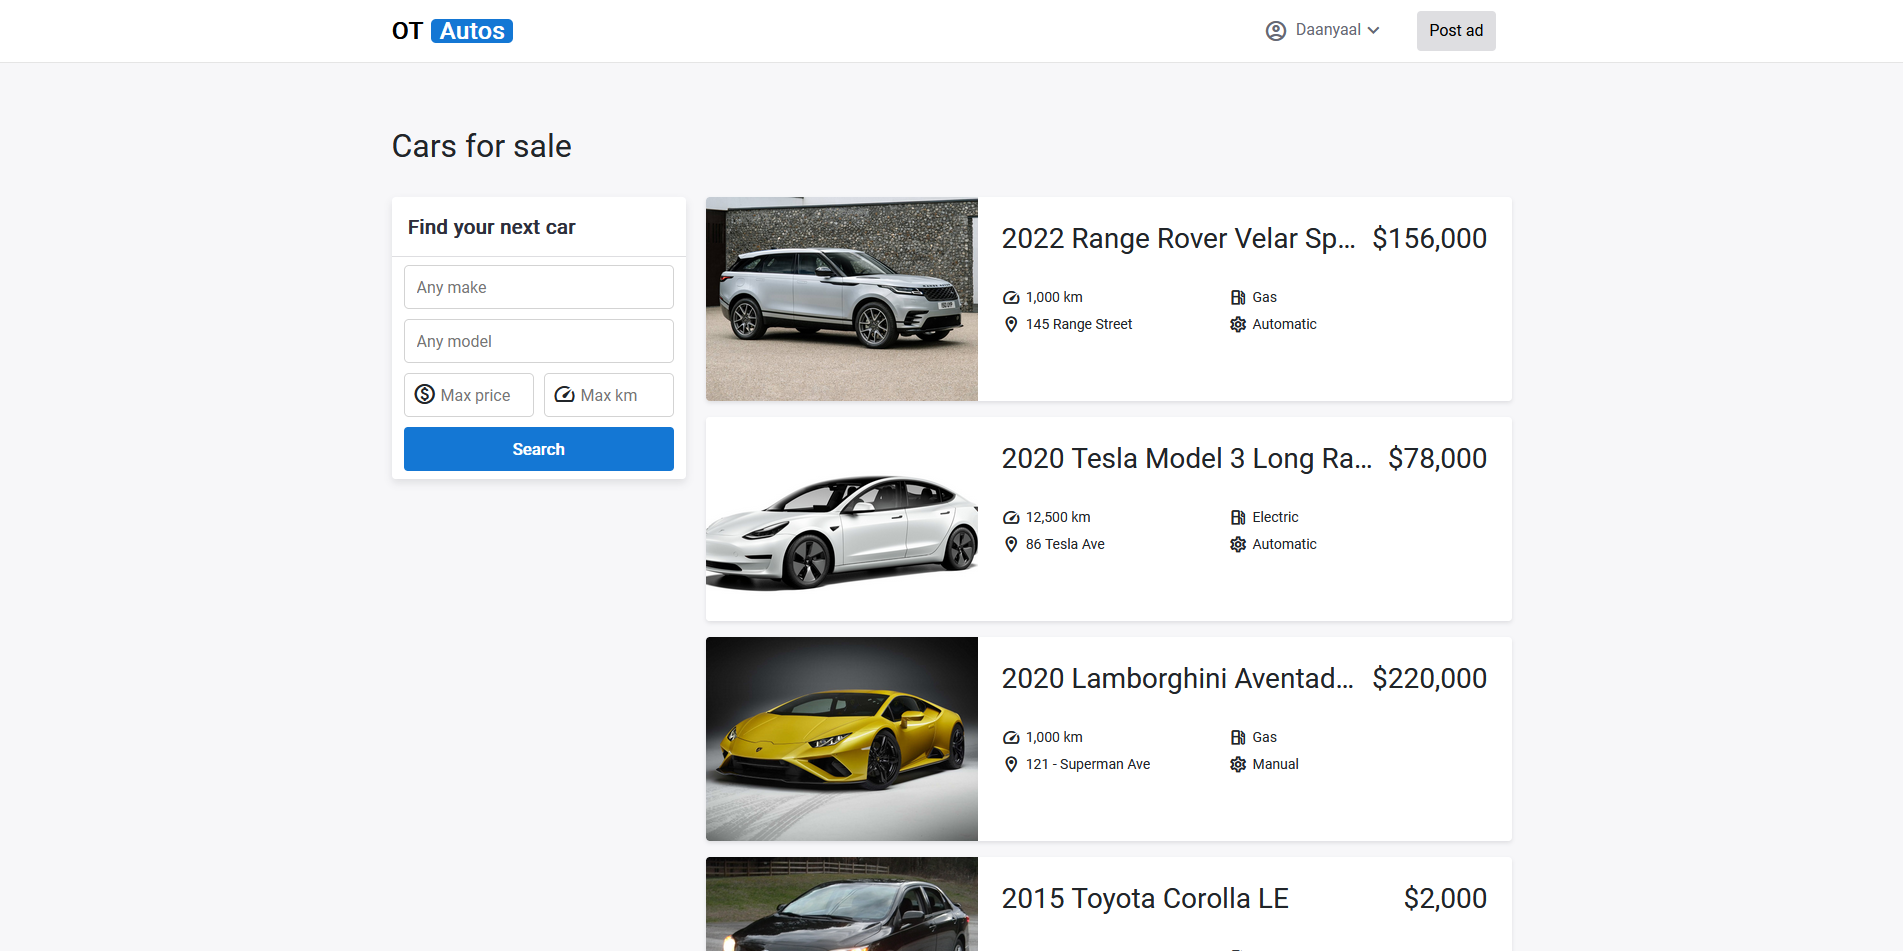 OT Autos
Daanyaal
Post ad
Cars for sale
Find your next car
Any make
Any model
Max price
Max km
Search
2022 Range Rover Velar Sp... $156,000
1,000 km
Gas
145 Range Street
Automatic
2020 Tesla Model 3 Long Ra... $78,000
12,500 km
Electric
86 Tesla Ave
Automatic
2020 Lamborghini Aventad... $220,000
1,000 km
Gas
121 - Superman Ave
Manual
2015 Toyota Corolla LE $2,000